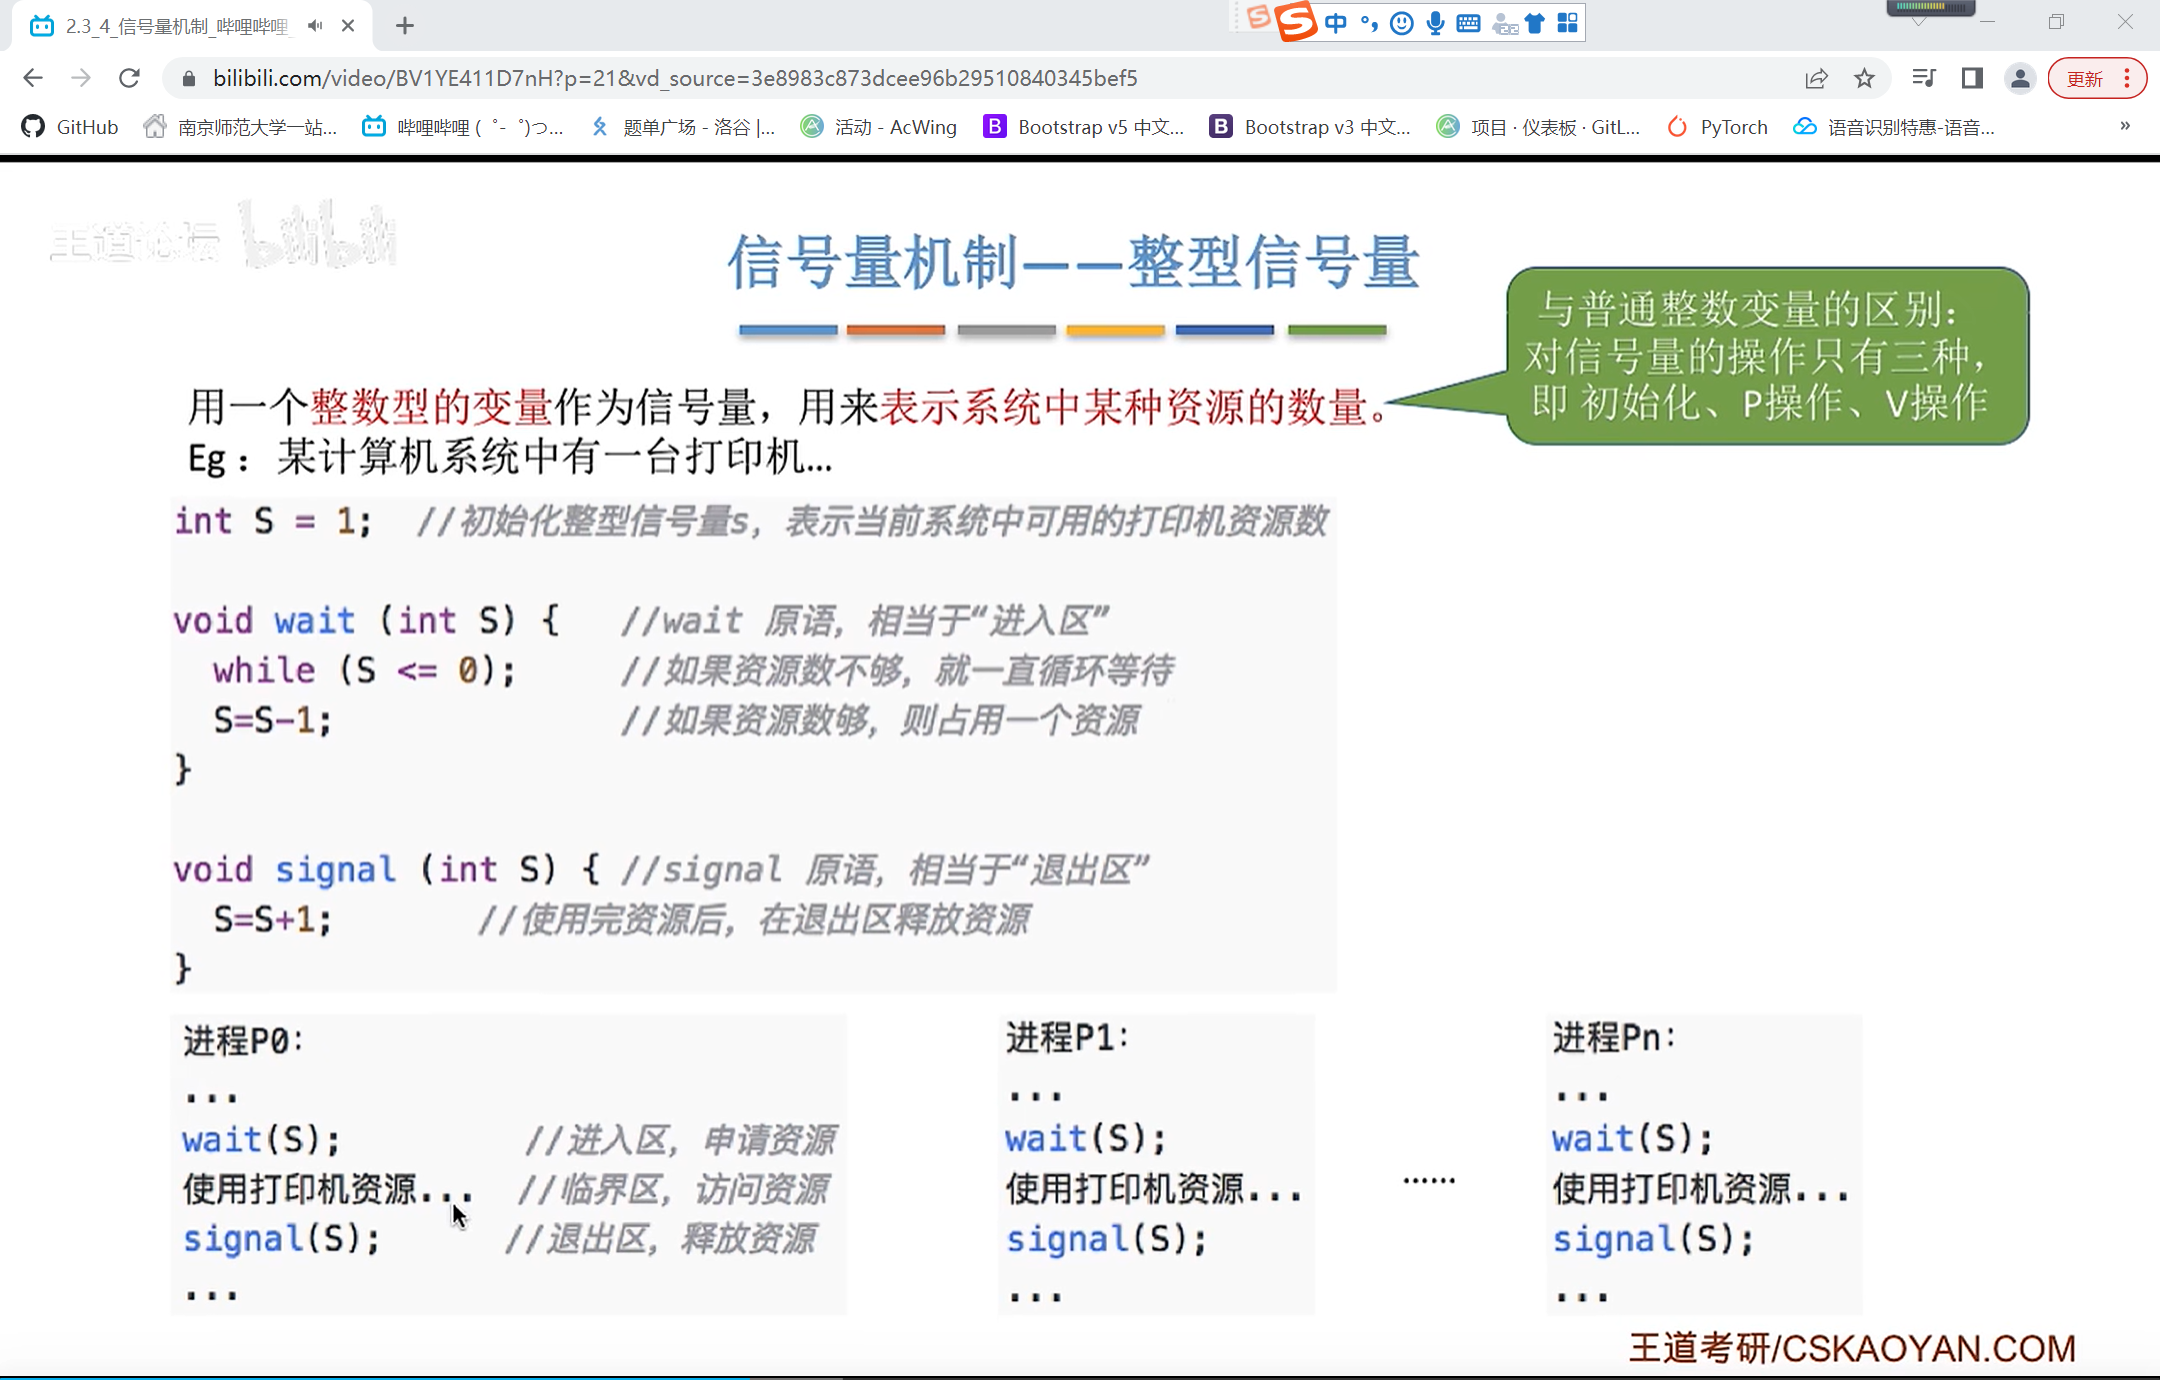 2.3_4_信号量机制_哔哩哔哩_
中
bilibili.com/video/BV1YE411D7nH?p=21&vd_source=3e8983c873dcee96b29510840345bef5
更新
GitHub 南京师范大学一站... 哔哩哔哩 (゜-゜)つ... 题单广场 - 洛谷 |... 活动 - AcWing Bootstrap v5 中文... Bootstrap v3 中文... 项目 · 仪表板 · GitL... PyTorch 语音识别特惠-语音... »
王道论坛 bilibili
信号量机制——整型信号量
与普通整数变量的区别：
对信号量的操作只有三种，
即 初始化、P操作、V操作
用一个整数型的变量作为信号量，用来表示系统中某种资源的数量。
Eg：某计算机系统中有一台打印机...
int S = 1; //初始化整型信号量s，表示当前系统中可用的打印机资源数
void wait (int S) { //wait 原语，相当于“进入区”
while (S <= 0); //如果资源数不够，就一直循环等待
S=S-1; //如果资源数够，则占用一个资源
}
void signal (int S) { //signal 原语，相当于“退出区”
S=S+1; //使用完资源后，在退出区释放资源
}
进程P0：
...
wait(S); //进入区，申请资源
使用打印机资源... //临界区，访问资源
signal(S); //退出区，释放资源
...
进程P1：
...
wait(S);
使用打印机资源...
signal(S);
...
......
进程Pn：
...
wait(S);
使用打印机资源...
signal(S);
...
王道考研/CSKAOYAN.COM